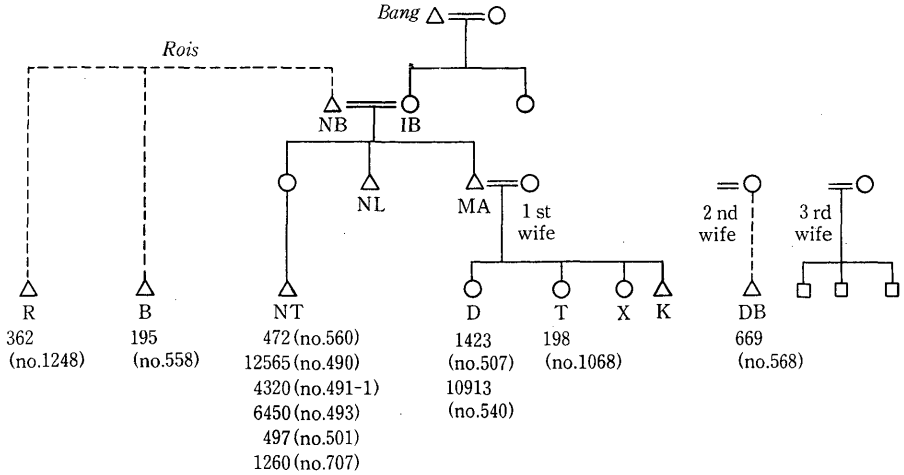 Bang
Rois
NB IB
NL MA 1 st wife 2 nd wife 3 rd wife
R B NT D T X K DB
362
(no.1248)
195
(no.558)
472 (no.560)
12565 (no.490)
4320 (no.491-1)
6450 (no.493)
497 (no.501)
1260 (no.707)
1423
(no.507)
10913
(no.540)
198
(no.1068)
669
(no.568)